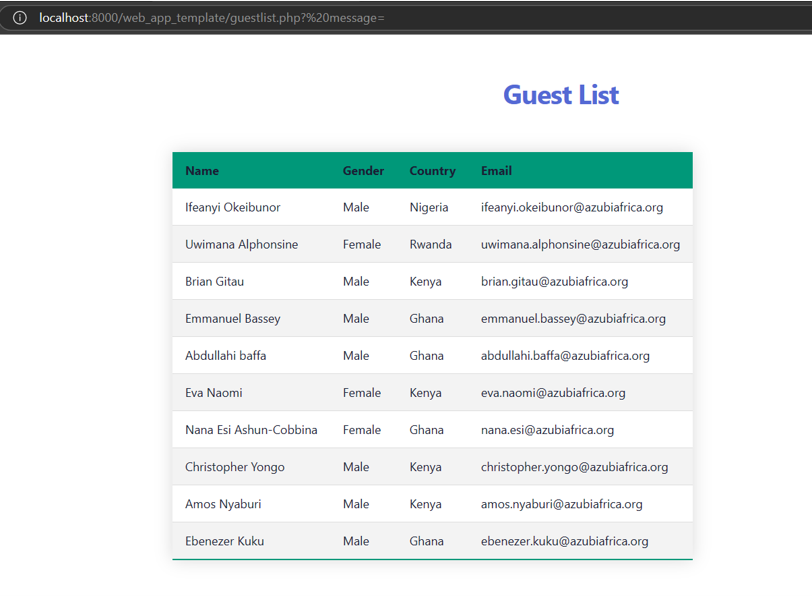 localhost:8000/web_app_template/guestlist.php?%20message=
Guest List
Name Gender Country Email
Ifeanyi Okeibunor Male Nigeria ifeanyi.okeibunor@azubiafrica.org
Uwimana Alphonsine Female Rwanda uwimana.alphonsine@azubiafrica.org
Brian Gitau Male Kenya brian.gitau@azubiafrica.org
Emmanuel Bassey Male Ghana emmanuel.bassey@azubiafrica.org
Abdullahi baffa Male Ghana abdullahi.baffa@azubiafrica.org
Eva Naomi Female Kenya eva.naomi@azubiafrica.org
Nana Esi Ashun-Cobbina Female Ghana nana.esi@azubiafrica.org
Christopher Yongo Male Kenya christopher.yongo@azubiafrica.org
Amos Nyaburi Male Kenya amos.nyaburi@azubiafrica.org
Ebenezer Kuku Male Ghana ebenezer.kuku@azubiafrica.org